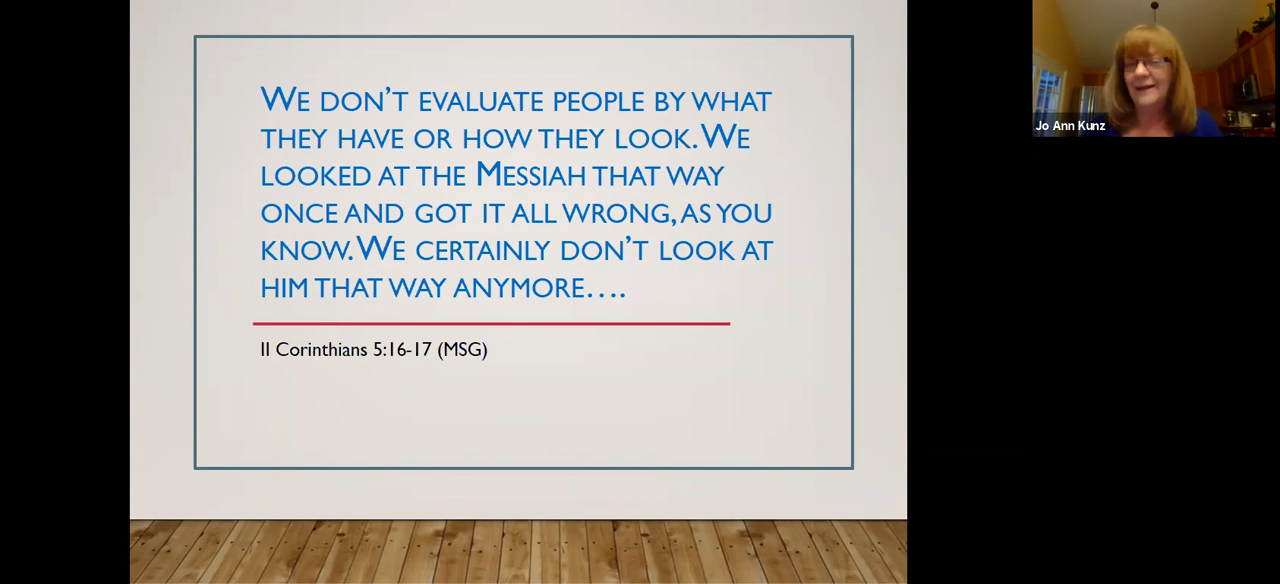 WE DON’T EVALUATE PEOPLE BY WHAT
THEY HAVE OR HOW THEY LOOK. WE
LOOKED AT THE MESSIAH THAT WAY
ONCE AND GOT IT ALL WRONG, AS YOU
KNOW. WE CERTAINLY DON’T LOOK AT
HIM THAT WAY ANYMORE….
II Corinthians 5:16-17 (MSG)
Jo Ann Kunz